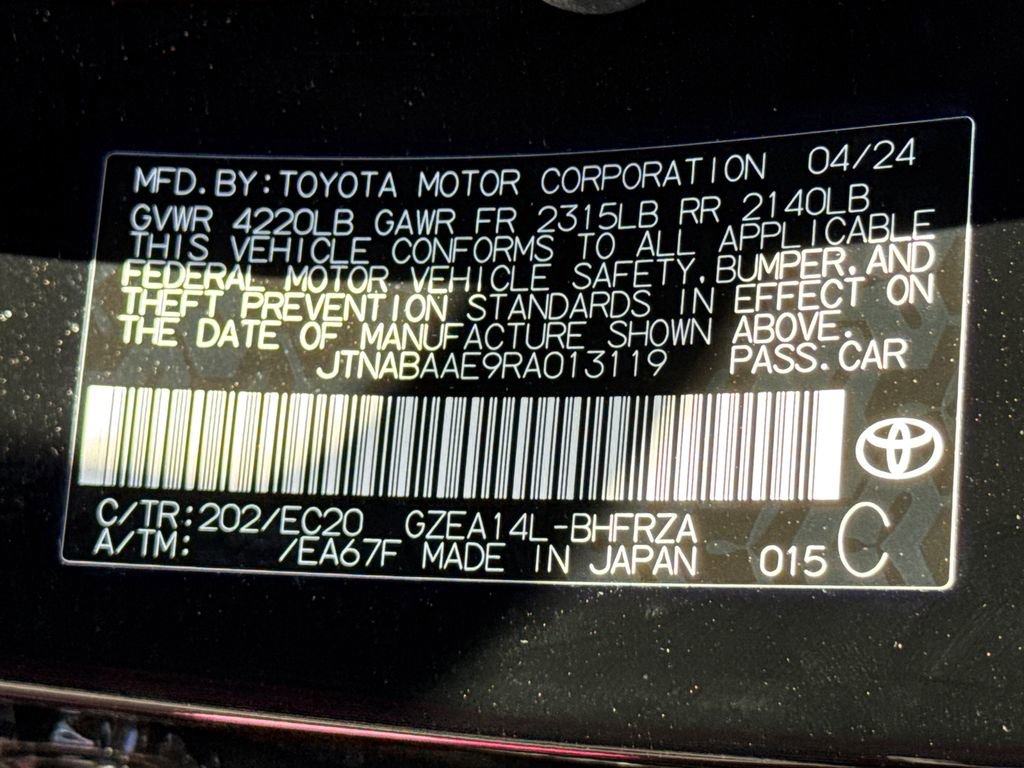 MFD. BY: TOYOTA MOTOR CORPORATION 04/24
GVWR 4220LB GAWR FR 2315LB RR 2140LB
THIS VEHICLE CONFORMS TO ALL APPLICABLE
FEDERAL MOTOR VEHICLE SAFETY, BUMPER, AND
THEFT PREVENTION STANDARDS IN EFFECT ON
THE DATE OF MANUFACTURE SHOWN ABOVE.
JTNABAAE9RA013119 PASS. CAR
C/TR: 202/EC20 GZEA14L-BHFRZA
A/TM: /EA67F MADE IN JAPAN 015 C